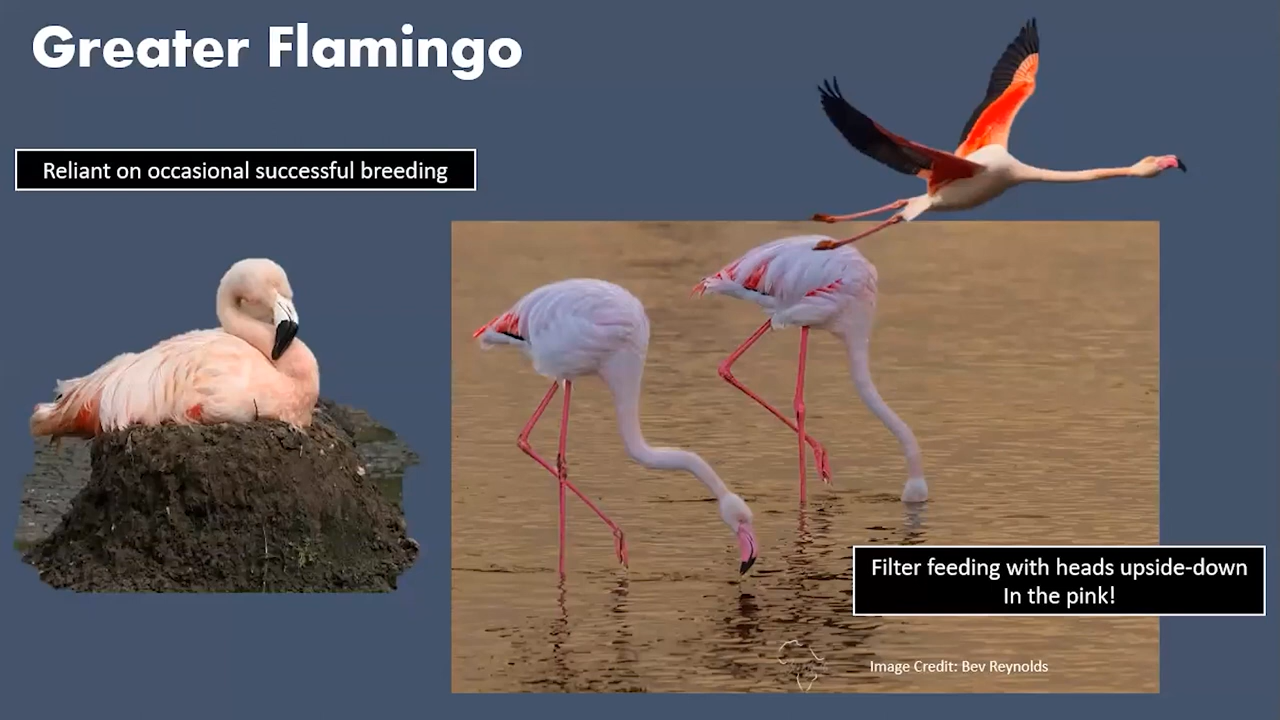 Greater Flamingo
Reliant on occasional successful breeding
Filter feeding with heads upside-down
In the pink!
Image Credit: Bev Reynolds